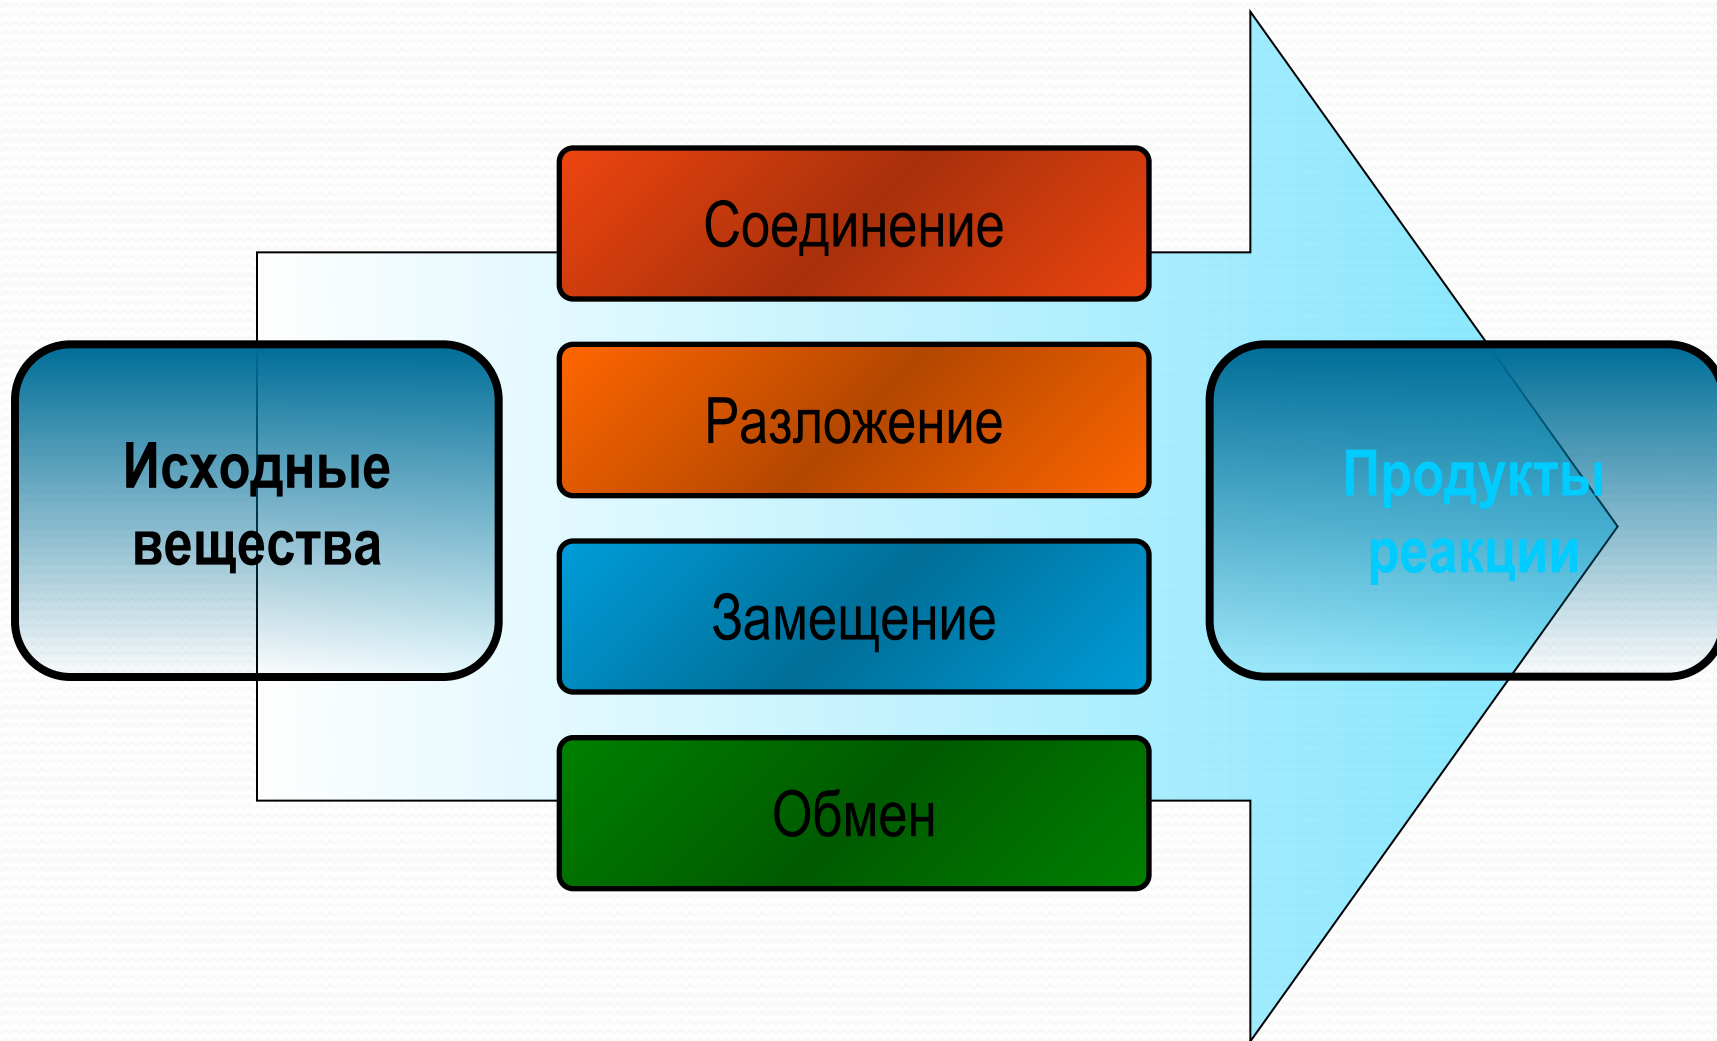 Исходные
вещества
Соединение
Разложение
Замещение
Обмен
Продукты
реакции